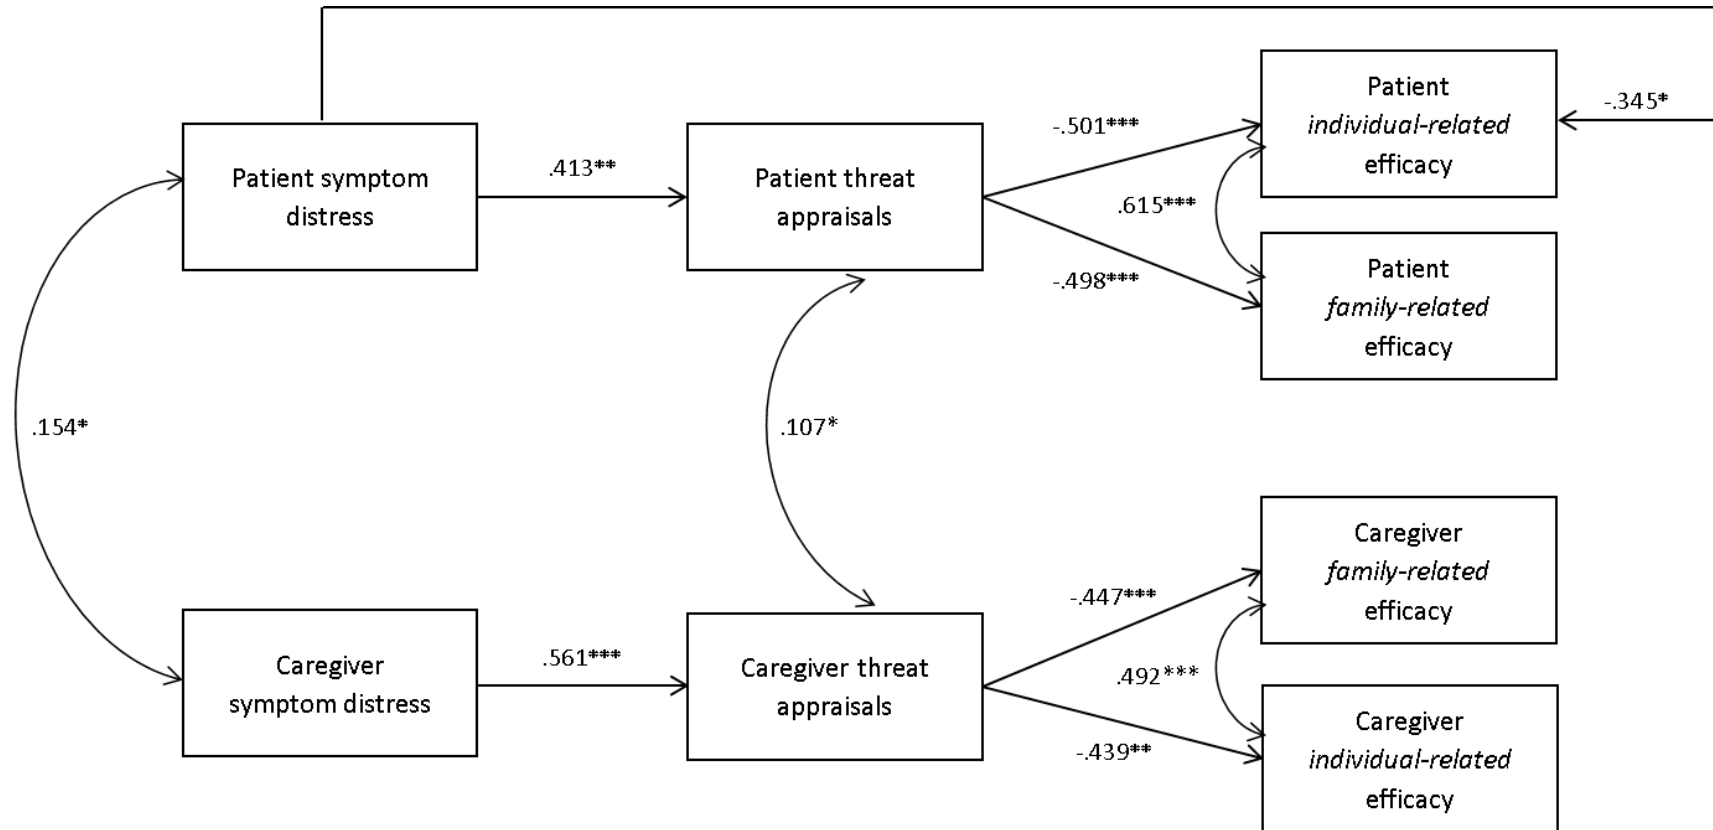 Patient
individual-related
efficacy
-.345*
-.501***
Patient symptom
distress
.413**
Patient threat
appraisals
.615***
-.498***
Patient
family-related
efficacy
.154*
.107*
Caregiver
family-related
efficacy
-.447***
Caregiver
symptom distress
.561***
Caregiver threat
appraisals
.492***
-.439**
Caregiver
individual-related
efficacy